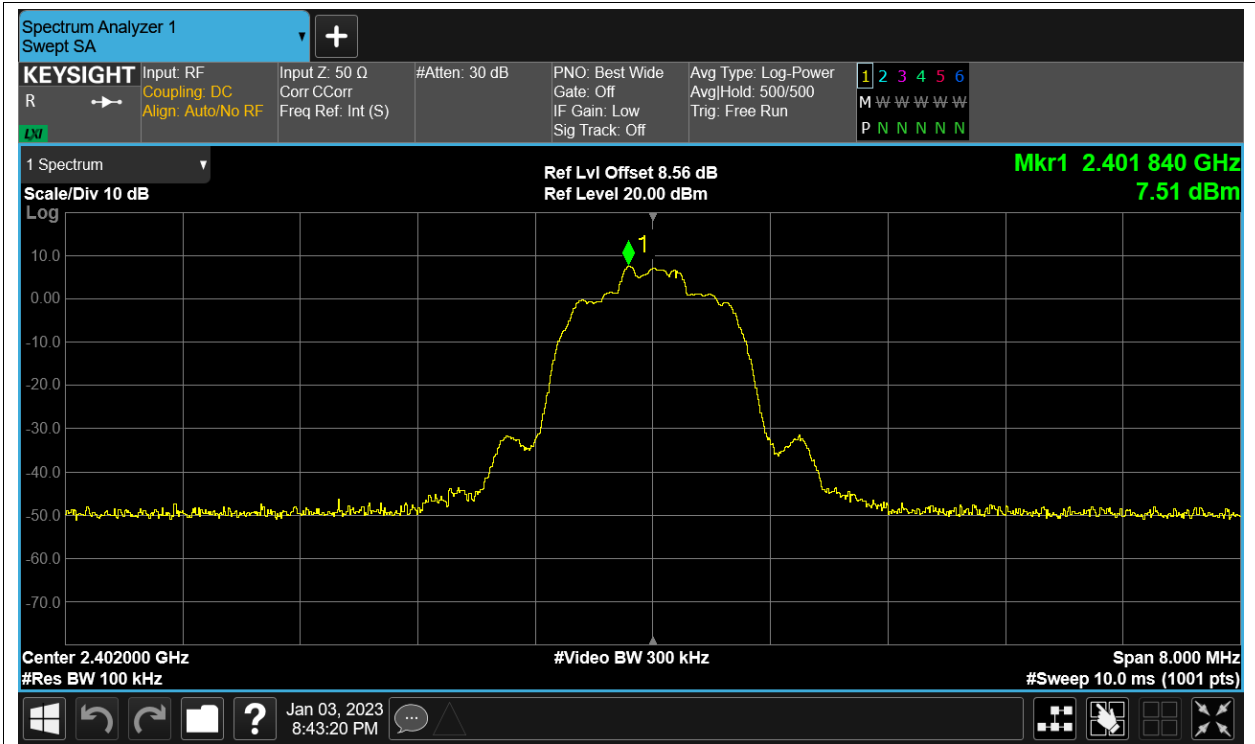 Spectrum Analyzer 1
Swept SA
+
KEYSIGHT
R
LXI
Input: RF
Coupling: DC
Align: Auto/No RF
Input Z: 50 Ω
Corr CCorr
Freq Ref: Int (S)
#Atten: 30 dB
PNO: Best Wide
Gate: Off
IF Gain: Low
Sig Track: Off
Avg Type: Log-Power
Avg|Hold: 500/500
Trig: Free Run
1 2 3 4 5 6
M W W W W W
P N N N N N
1 Spectrum
Scale/Div 10 dB
Log
Ref Lvl Offset 8.56 dB
Ref Level 20.00 dBm
Mkr1 2.401 840 GHz
7.51 dBm
1
10.0
0.00
-10.0
-20.0
-30.0
-40.0
-50.0
-60.0
-70.0
Center 2.402000 GHz
#Res BW 100 kHz
#Video BW 300 kHz
Span 8.000 MHz
#Sweep 10.0 ms (1001 pts)
?
Jan 03, 2023
8:43:20 PM